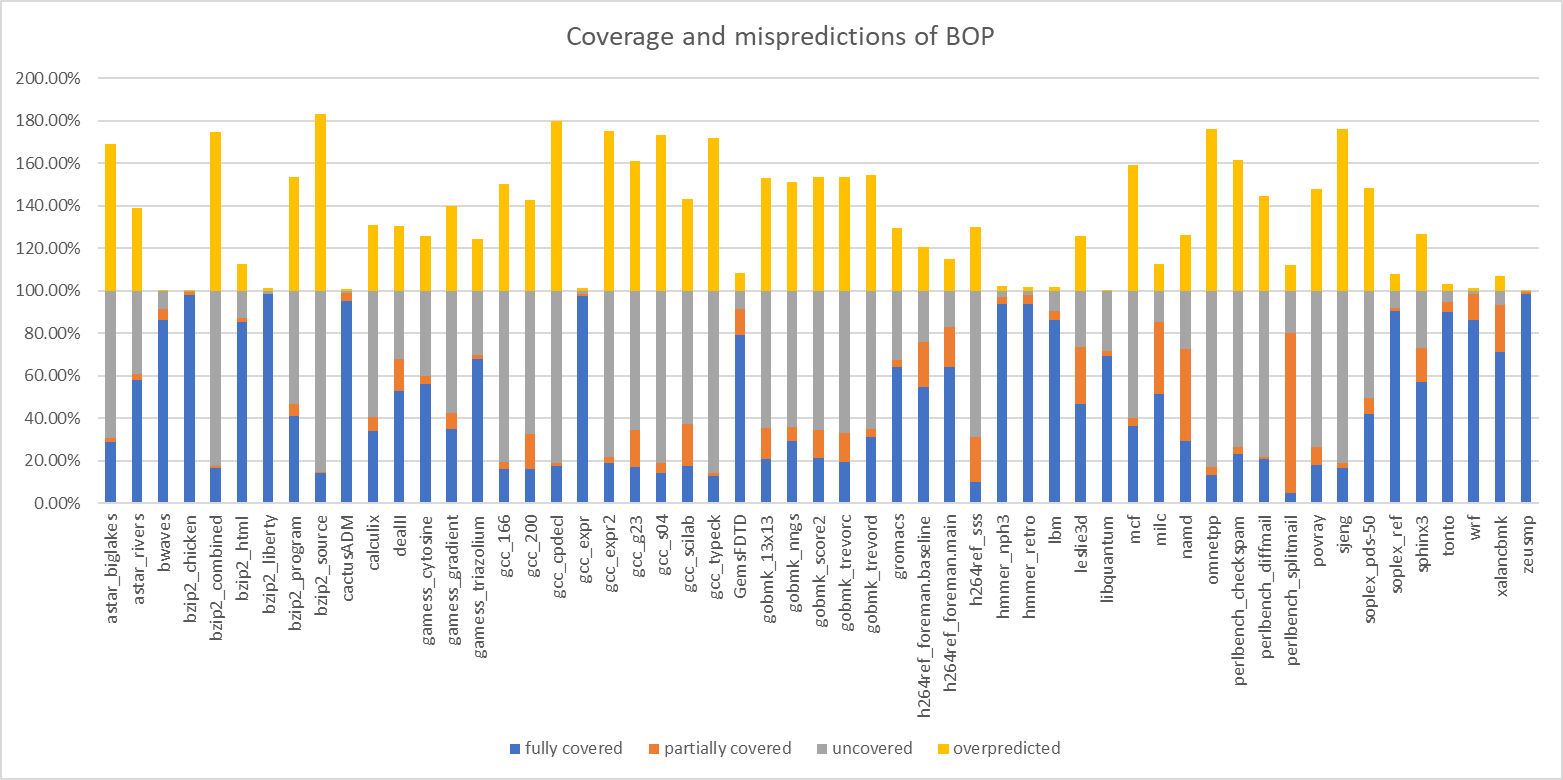 Coverage and mispredictions of BOP
200.00%
180.00%
160.00%
140.00%
120.00%
100.00%
80.00%
60.00%
40.00%
20.00%
0.00%
astar_biglakes
astar_rivers
bwaves
bzip2_chicken
bzip2_combined
bzip2_html
bzip2_liberty
bzip2_program
bzip2_source
cactusADM
calculix
dealII
gamess_cytosine
gamess_gradient
gamess_triazolium
gcc_166
gcc_200
gcc_cpdecl
gcc_expr
gcc_expr2
gcc_g23
gcc_s04
gcc_scilab
gcc_typeck
GemsFDTD
gobmk_13x13
gobmk_nngs
gobmk_score2
gobmk_trevorc
gobmk_trevord
gromacs
h264ref_foreman.baseline
h264ref_foreman.main
h264ref_sss
hmmer_nph3
hmmer_retro
lbm
leslie3d
libquantum
mcf
milc
namd
omnetpp
perlbench_checkspam
perlbench_diffmail
perlbench_splitmail
povray
sjeng
soplex_pds-50
soplex_ref
sphinx3
tonto
wrf
xalancbmk
zeusmp
fully covered
partially covered
uncovered
overpredicted